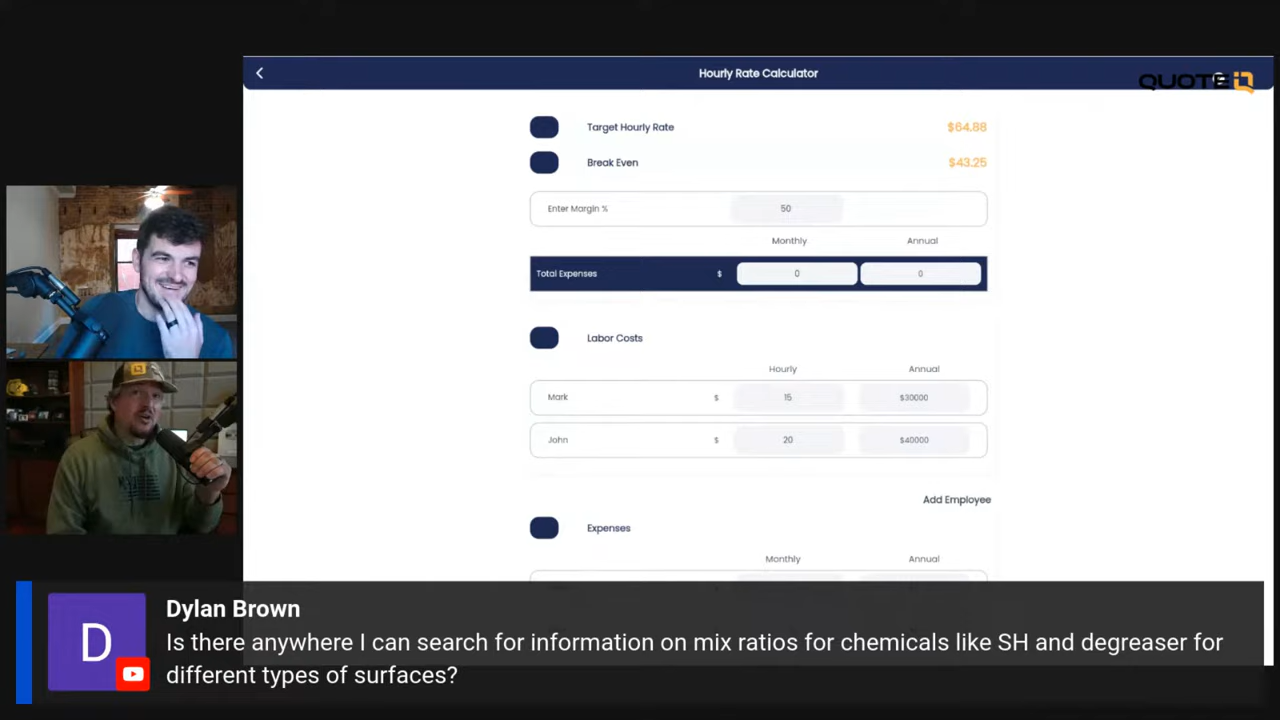 Hourly Rate Calculator
QUOTE iQ
Target Hourly Rate $64.88
Break Even $43.25
Enter Margin % 50
Monthly Annual
Total Expenses $ 0 0
Labor Costs
Hourly Annual
Mark $ 15 $30000
John $ 20 $40000
Add Employee
Expenses
Monthly Annual
D
Dylan Brown
Is there anywhere I can search for information on mix ratios for chemicals like SH and degreaser for
different types of surfaces?